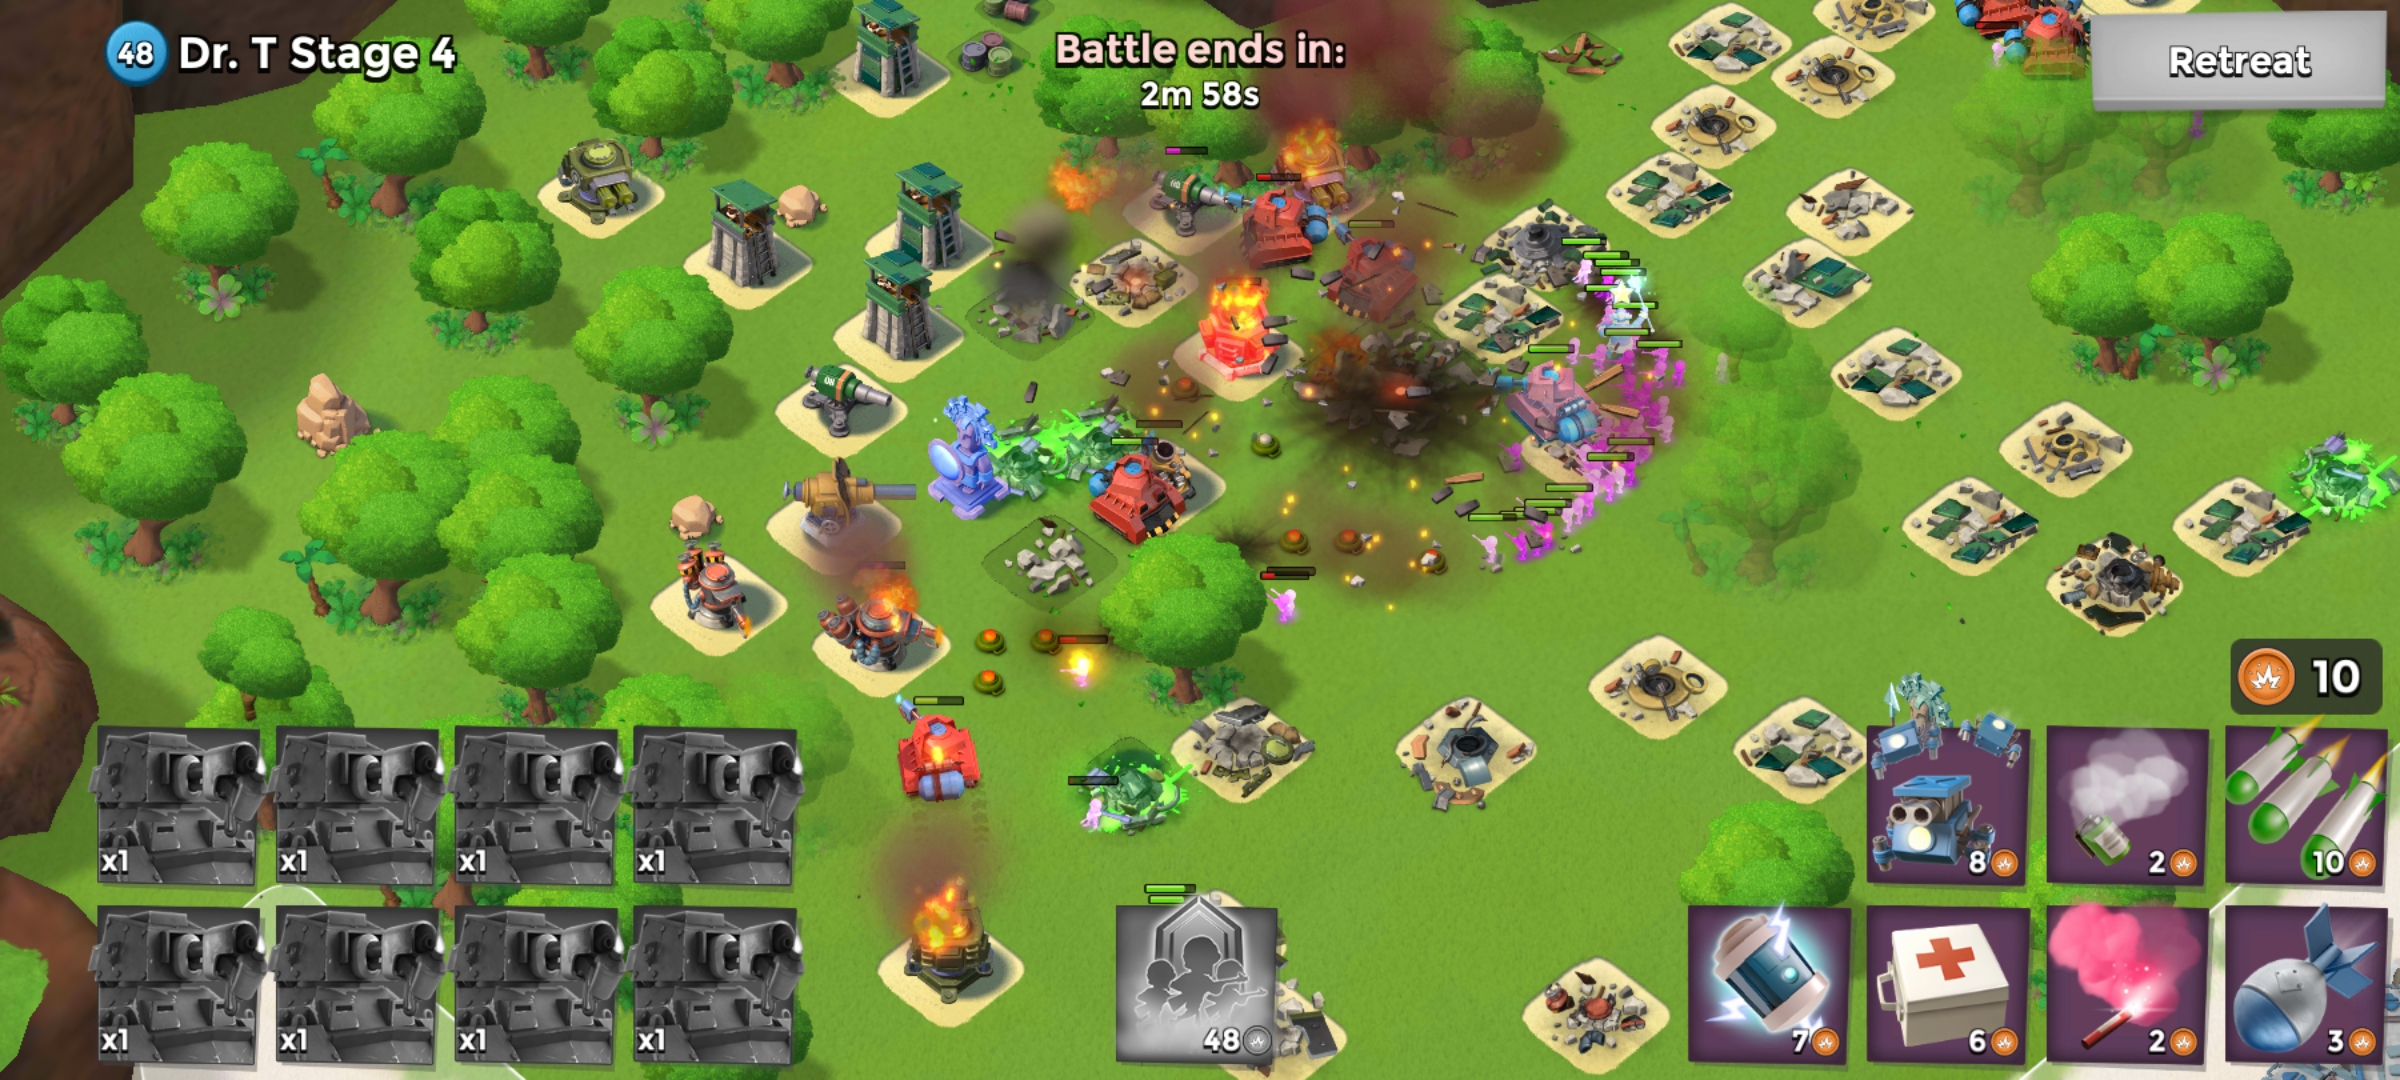 48 Dr. T Stage 4
Battle ends in:
2m 58s
Retreat
10
x1 x1 x1 x1
8 2 10
x1 x1 x1 x1
48
7 6 2 3